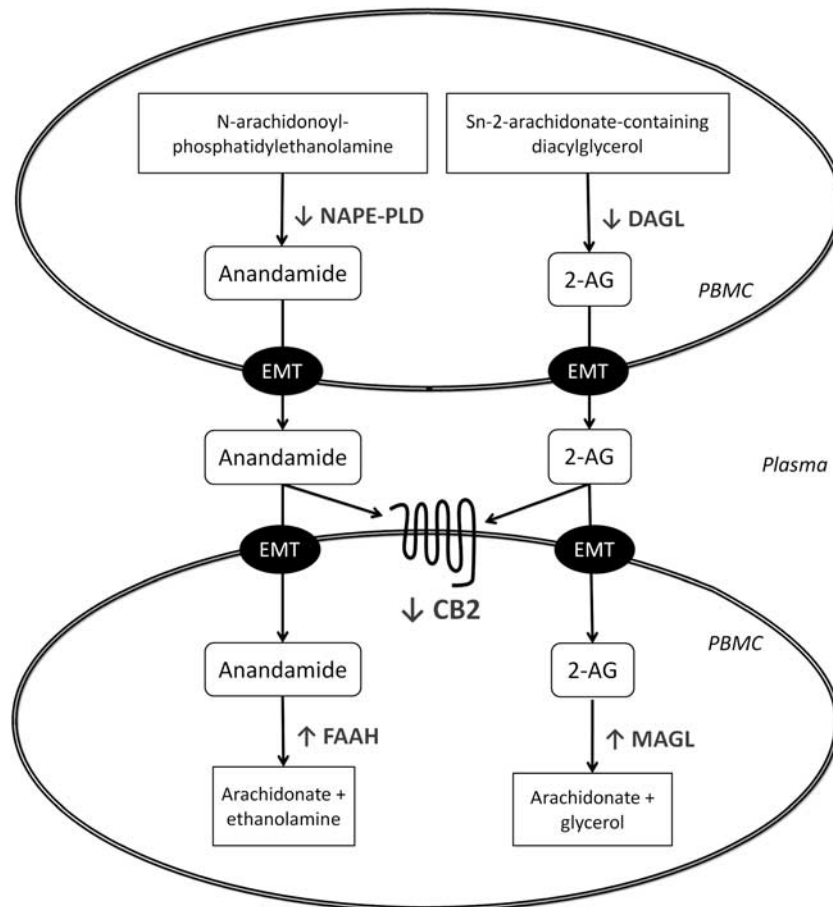 N-arachidonoyl-
phosphatidylethanolamine
Sn-2-arachidonate-containing
diacylglycerol
↓ NAPE-PLD
↓ DAGL
Anandamide
2-AG
PBMC
EMT
EMT
Anandamide
2-AG
Plasma
EMT
EMT
↓ CB2
Anandamide
2-AG
PBMC
↑ FAAH
↑ MAGL
Arachidonate +
ethanolamine
Arachidonate +
glycerol